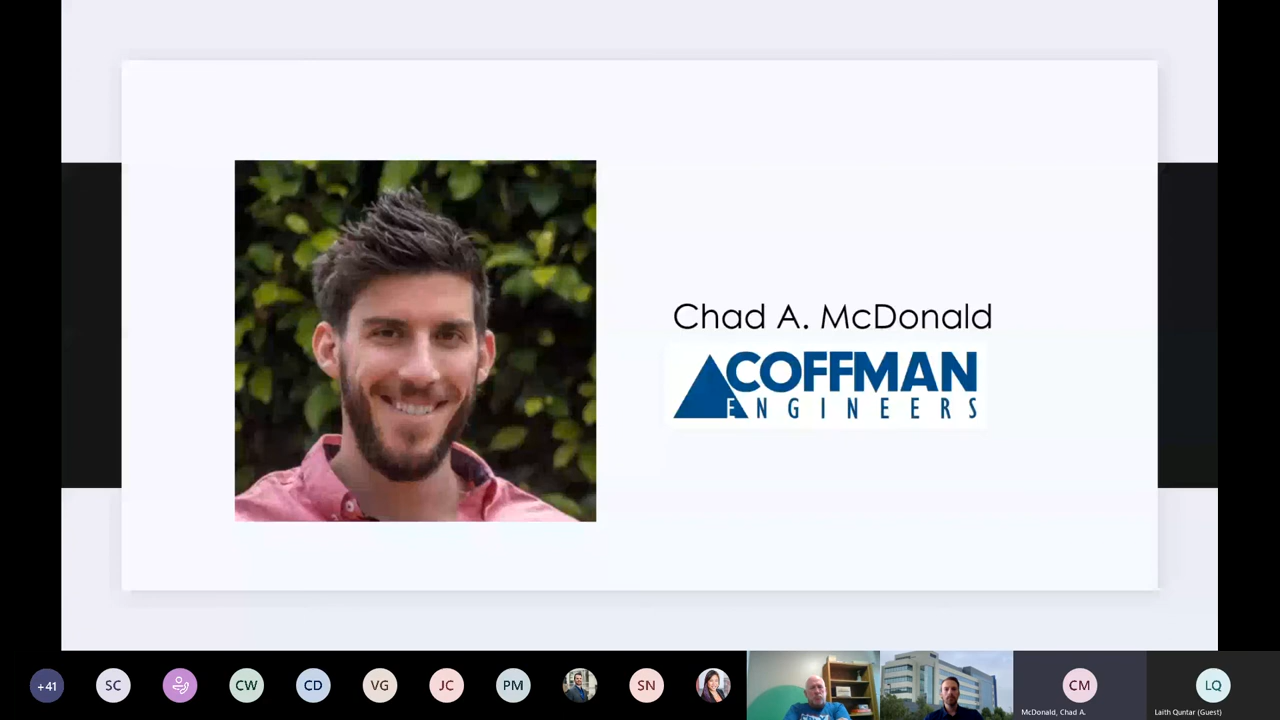 Chad A. McDonald
COFFMAN
ENGINEERS
+41
SC
CW
CD
VG
JC
PM
SN
CM
McDonald, Chad A.
LQ
Laith Quntar (Guest)